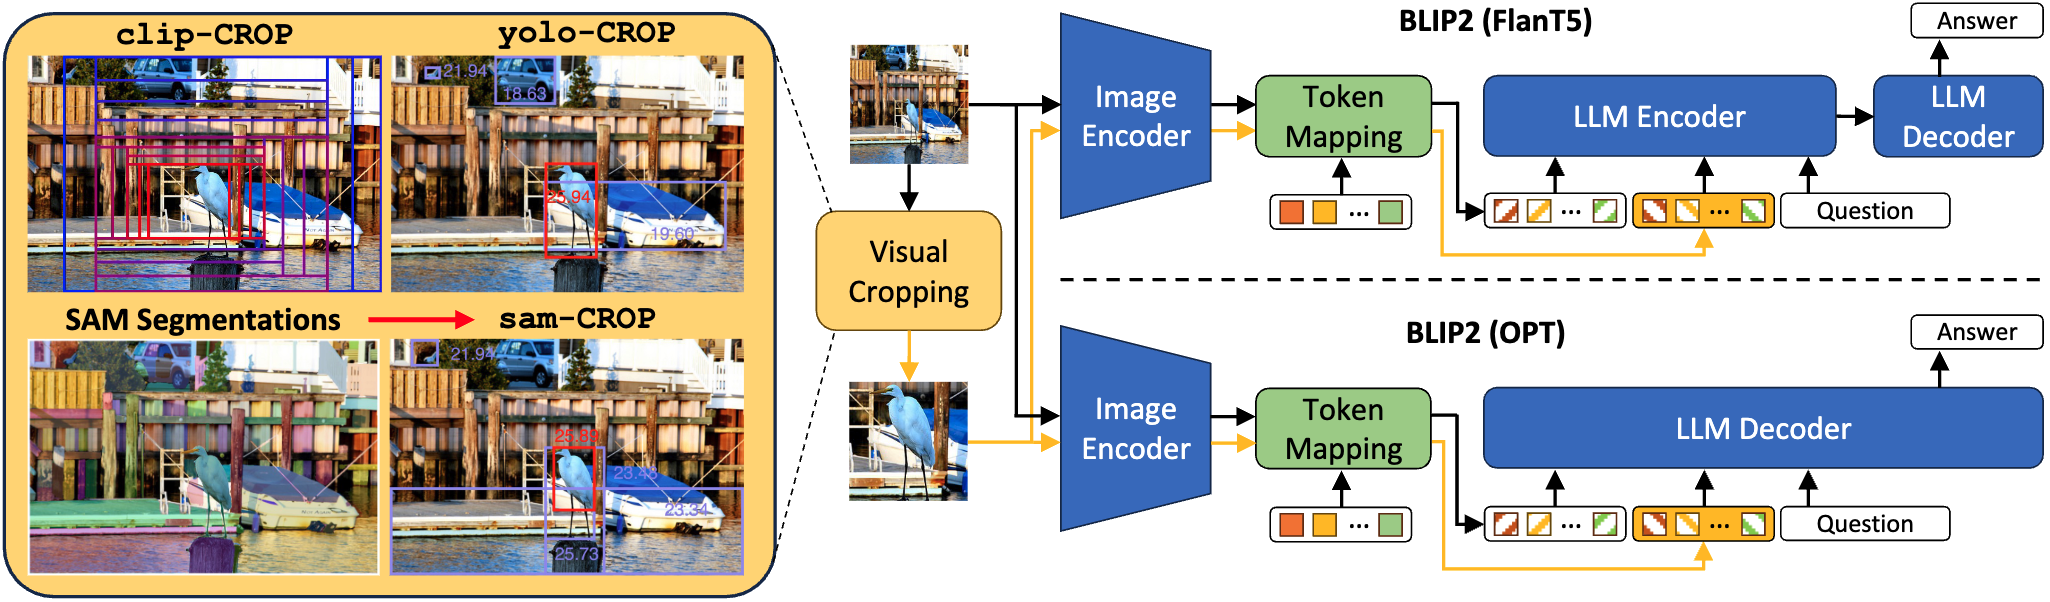 clip-CROP
yolo-CROP
21.94
18.63
25.94
19.60
SAM Segmentations
sam-CROP
21.94
25.89
23.48
23.34
25.73
Visual
Cropping
BLIP2 (FlanT5)
Image
Encoder
Token
Mapping
...
LLM Encoder
... 
...
Question
LLM
Decoder
Answer
BLIP2 (OPT)
Image
Encoder
Token
Mapping
...
LLM Decoder
...
...
Question
Answer